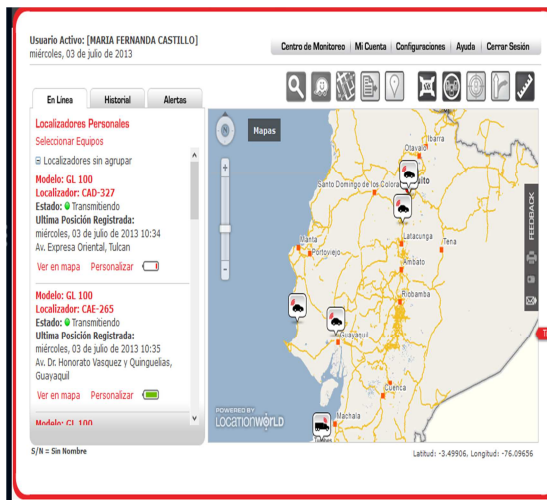 Usuario Activo: [MARIA FERNANDA CASTILLO]
miércoles, 03 de julio de 2013
Centro de Monitoreo | Mi Cuenta | Configuraciones | Ayuda | Cerrar Sesión
En Linea Historial Alertas
Localizadores Personales
Seleccionar Equipos
Localizadores sin agrupar
Modelo: GL 100
Localizador: CAD-327
Estado: Transmitiendo
Ultima Posición Registrada:
miércoles, 03 de julio de 2013 10:34
Av. Expresa Oriental, Tulcan
Ver en mapa Personalizar
Modelo: GL 100
Localizador: CAE-265
Estado: Transmitiendo
Ultima Posición Registrada:
miércoles, 03 de julio de 2013 10:35
Av. Dr. Honorato Vasquez y Quinguelias,
Guayaquil
Ver en mapa Personalizar
Modelo: GL 100
S/N = Sin Nombre
N
Mapas
Ibarra
Otavalo
Santo Domingo de los Colora
uito
Manta
Portoviejo
Latacunga
Tena
Ambato
Riobamba
Guayaquil
Cuenca
Machala
Tumbes
FEEDBACK
POWERED BY
LOCATIONWORLD
Latitud: -3.49906. Longitud: -76.09656